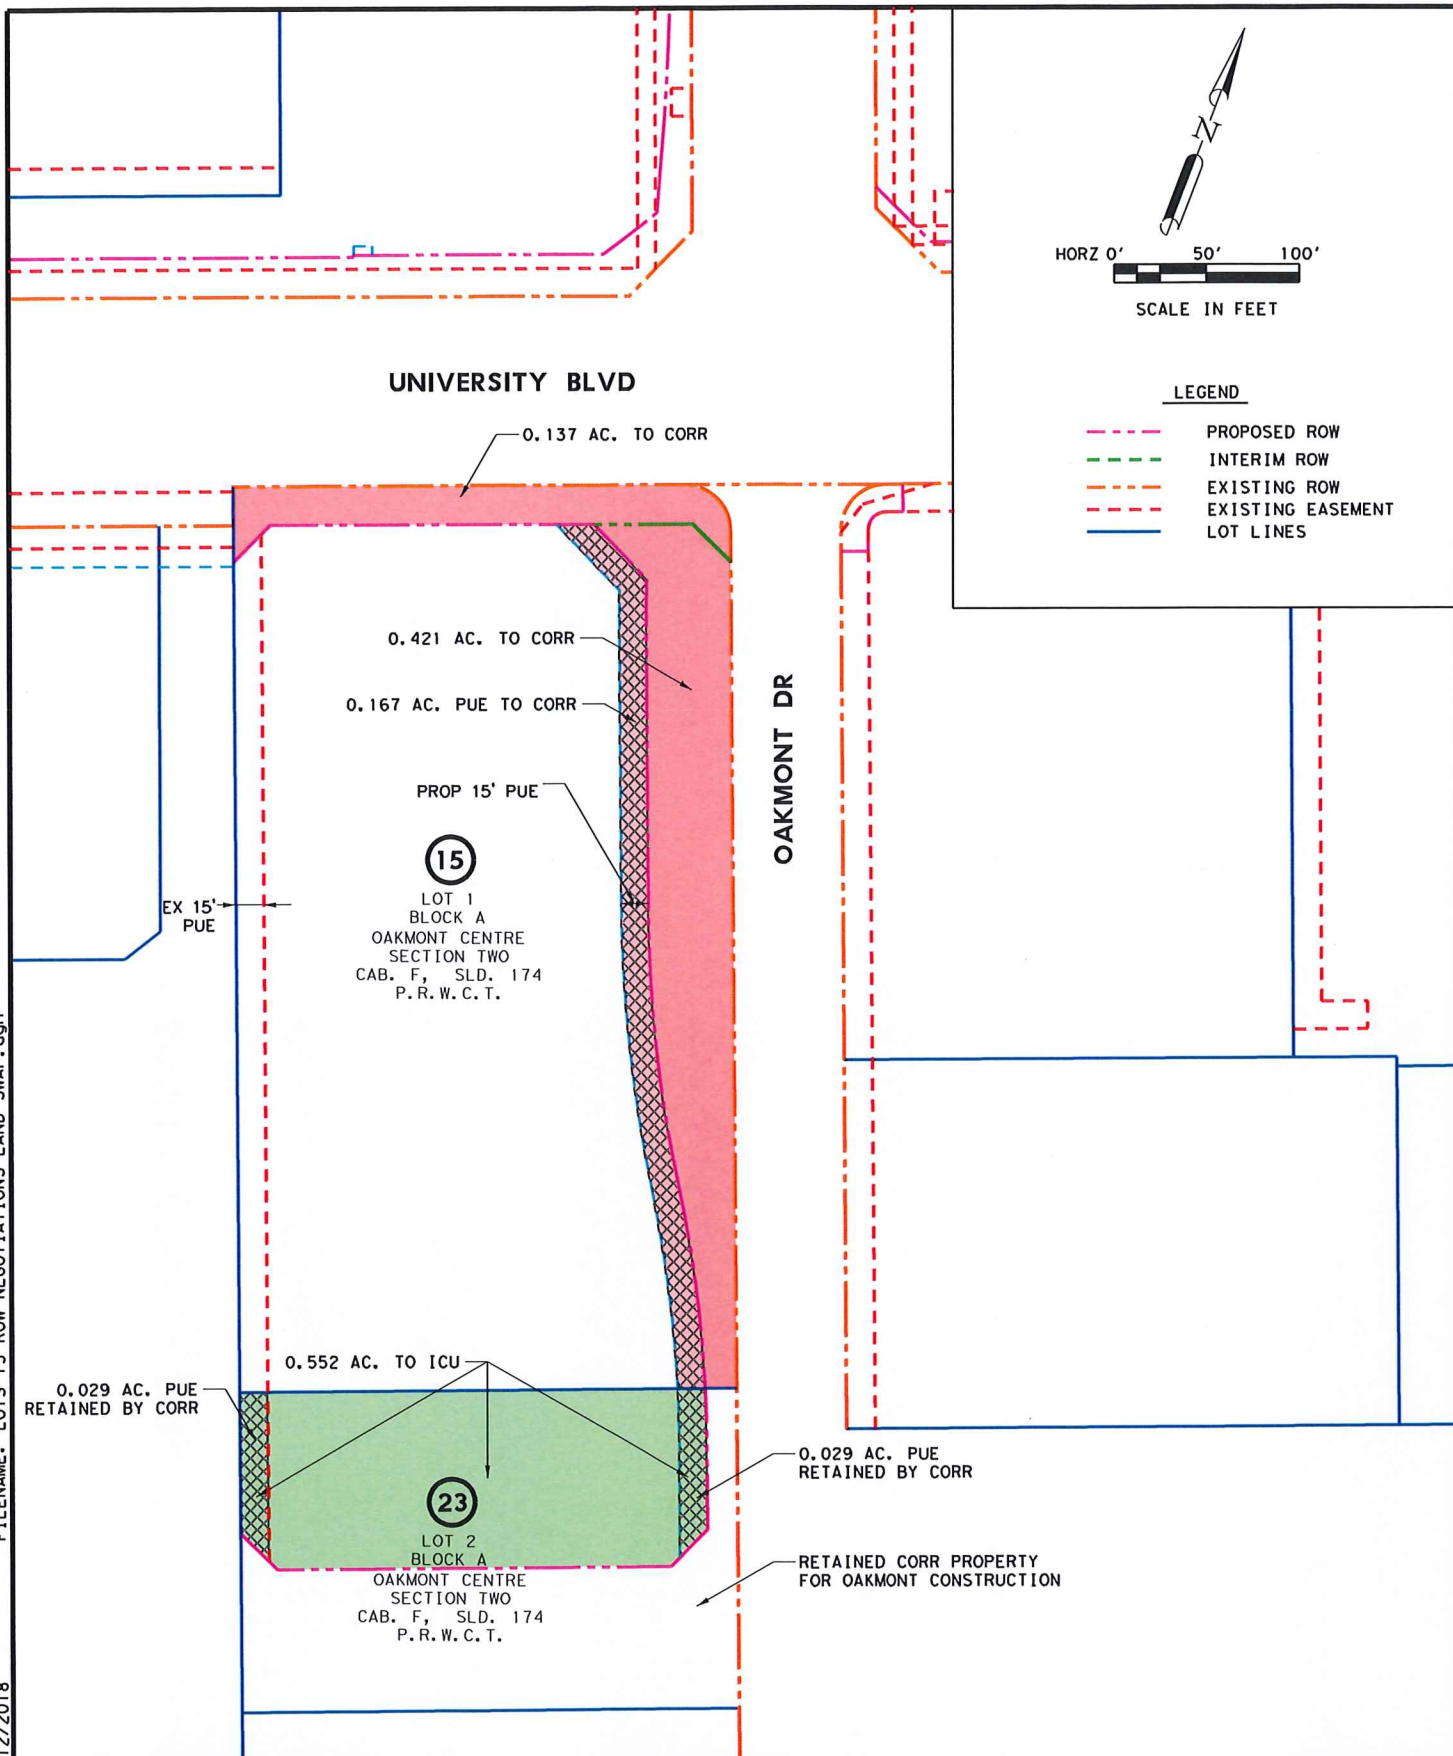 N
HORZ 0' 50' 100'
SCALE IN FEET
LEGEND
PROPOSED ROW
INTERIM ROW
EXISTING ROW
EXISTING EASEMENT
LOT LINES
UNIVERSITY BLVD
0.137 AC. TO CORR
0.421 AC. TO CORR
0.167 AC. PUE TO CORR
PROP 15' PUE
OAKMONT DR
15
LOT 1
BLOCK A
OAKMONT CENTRE
SECTION TWO
CAB. F, SLD. 174
P.R.W.C.T.
EX 15'
PUE
0.552 AC. TO ICU
0.029 AC. PUE
RETAINED BY CORR
0.029 AC. PUE
RETAINED BY CORR
23
LOT 2
BLOCK A
OAKMONT CENTRE
SECTION TWO
CAB. F, SLD. 174
P.R.W.C.T.
RETAINED CORR PROPERTY
FOR OAKMONT CONSTRUCTION
NEGOTIATIONS LAND
12/2018